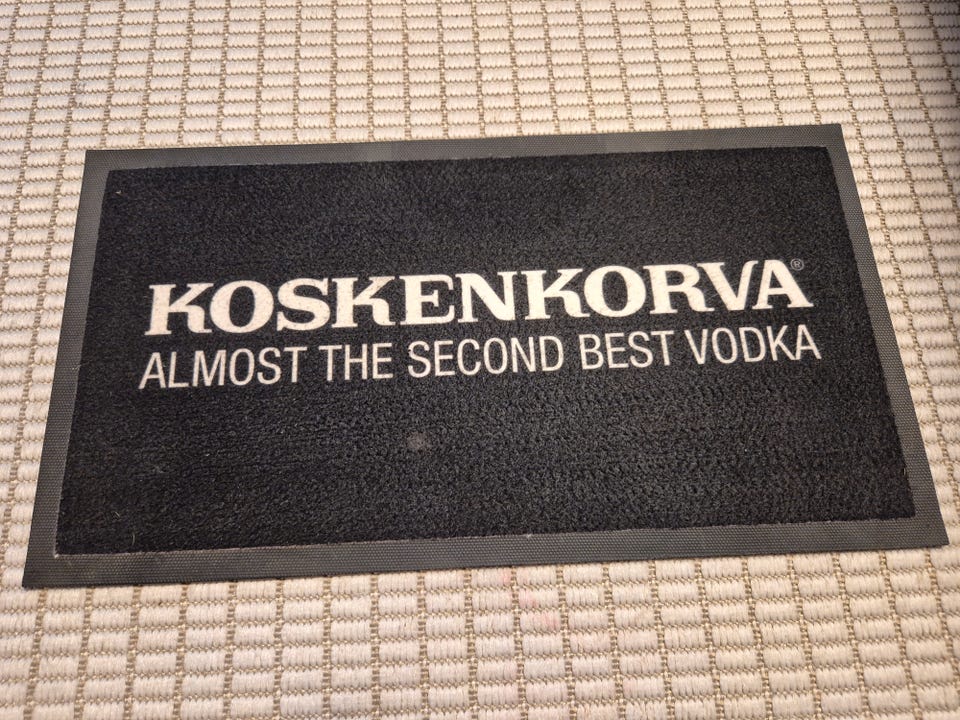 KOSKENKORVA®
ALMOST THE SECOND BEST VODKA